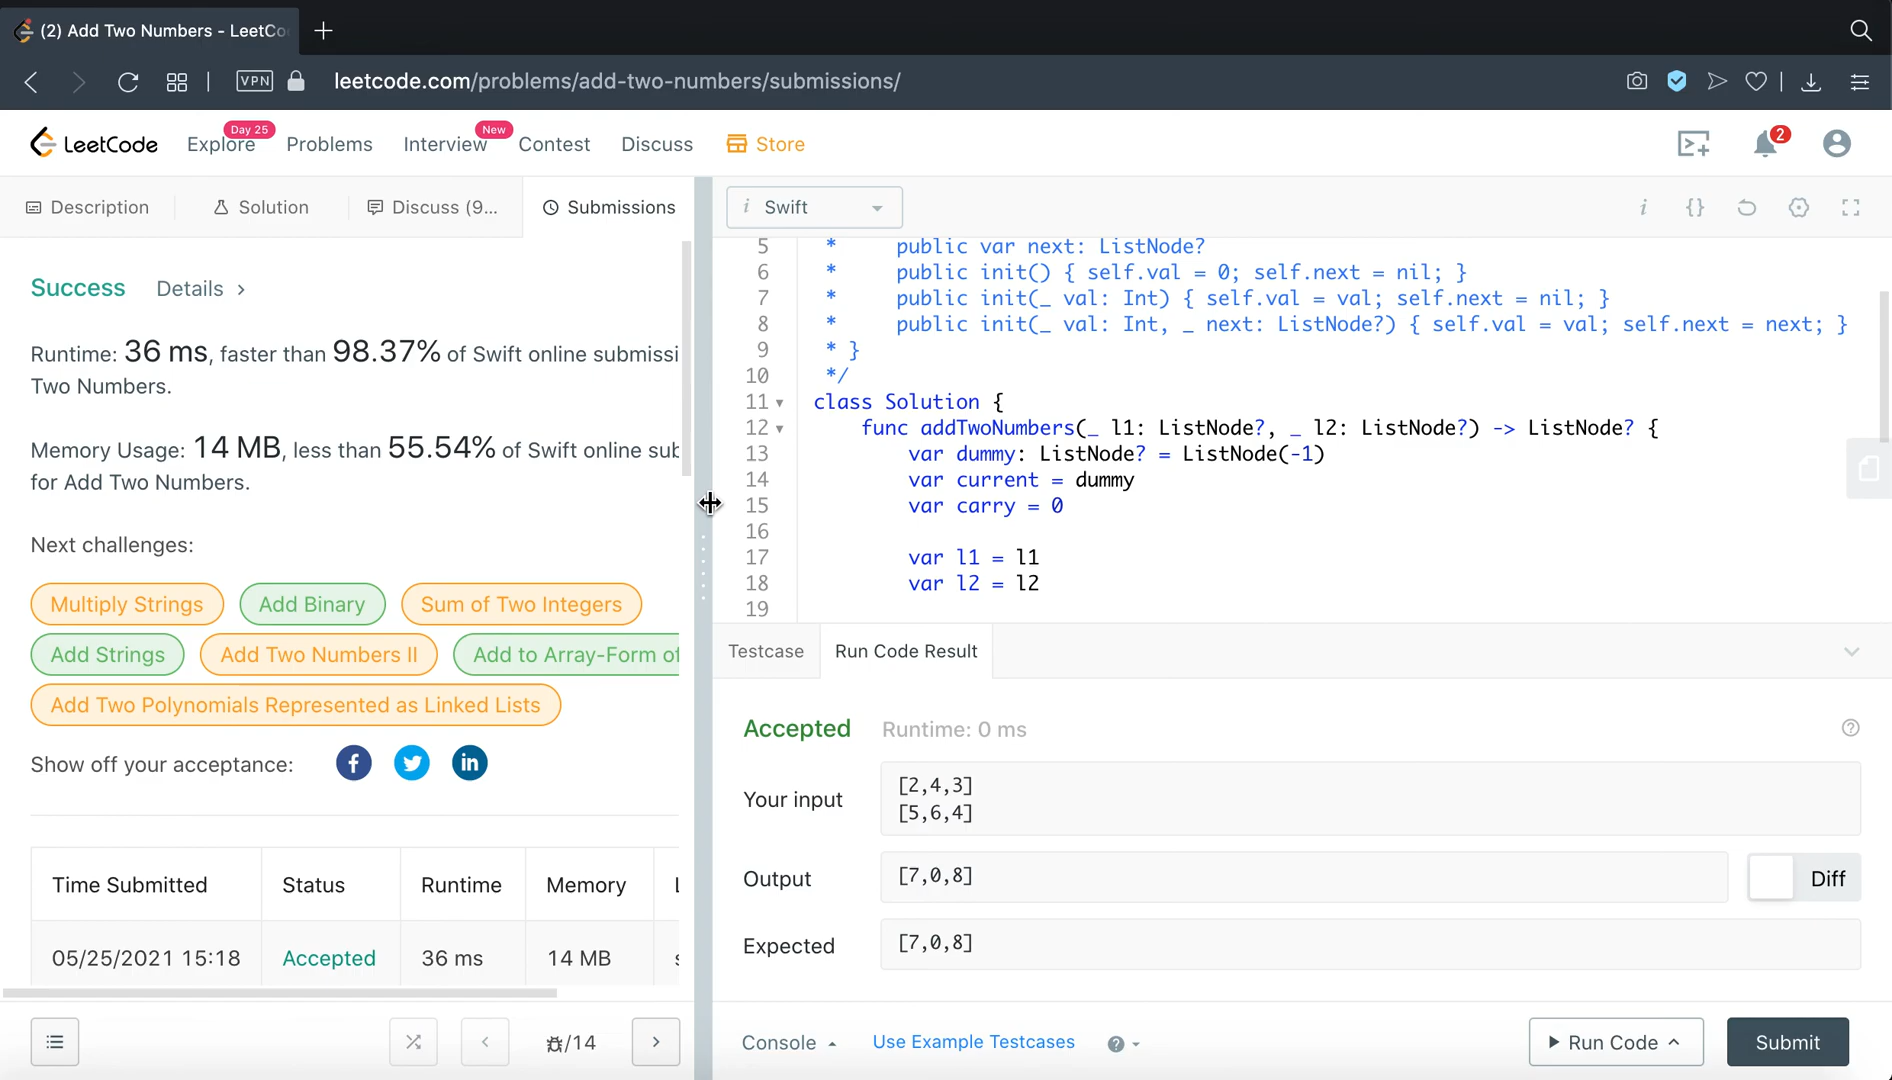 (2) Add Two Numbers - LeetCo
VPN
leetcode.com/problems/add-two-numbers/submissions/
LeetCode
Explore
Day 25
Problems
Interview
New
Contest
Discuss
Store
2
Description
Solution
Discuss (9...
Submissions
i Swift
i
{}
Success
Details >
Runtime: 36 ms, faster than 98.37% of Swift online submissi
Two Numbers.
Memory Usage: 14 MB, less than 55.54% of Swift online sub
for Add Two Numbers.
Next challenges:
Multiply Strings
Add Binary
Sum of Two Integers
Add Strings
Add Two Numbers II
Add to Array-Form of
Add Two Polynomials Represented as Linked Lists
Show off your acceptance:
f
in
Time Submitted
Status
Runtime
Memory
05/25/2021 15:18
Accepted
36 ms
14 MB
/14
5 * public var next: ListNode?
6 * public init() { self.val = 0; self.next = nil; }
7 * public init(_ val: Int) { self.val = val; self.next = nil; }
8 * public init(_ val: Int, _ next: ListNode?) { self.val = val; self.next = next; }
9 * }
10 */
11 class Solution {
12 func addTwoNumbers(_ l1: ListNode?, _ l2: ListNode?) -> ListNode? {
13 var dummy: ListNode? = ListNode(-1)
14 var current = dummy
15 var carry = 0
16
17 var l1 = l1
18 var l2 = l2
19
Testcase
Run Code Result
Accepted
Runtime: 0 ms
Your input
[2,4,3]
[5,6,4]
Output
[7,0,8]
Diff
Expected
[7,0,8]
Console
Use Example Testcases
?
Run Code
Submit